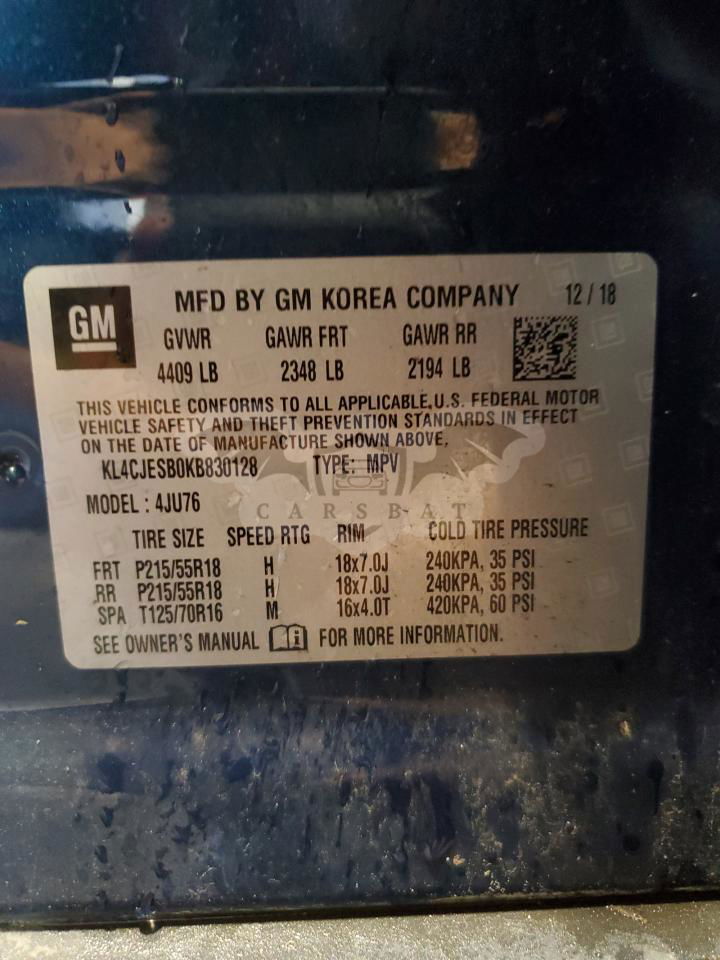 GM
MFD BY GM KOREA COMPANY 12 / 18
GVWR GAWR FRT GAWR RR
4409 LB 2348 LB 2194 LB
THIS VEHICLE CONFORMS TO ALL APPLICABLE.U.S. FEDERAL MOTOR
VEHICLE SAFETY AND THEFT PREVENTION STANDARDS IN EFFECT
ON THE DATE OF MANUFACTURE SHOWN ABOVE.
KL4CJESB0KB830128 TYPE: MPV
MODEL : 4JU76
CARSBAT
TIRE SIZE SPEED RTG RIM COLD TIRE PRESSURE
FRT P215/55R18 H 18x7.0J 240KPA, 35 PSI
RR P215/55R18 H 18x7.0J 240KPA, 35 PSI
SPA T125/70R16 M 16x4.0T 420KPA, 60 PSI
SEE OWNER'S MANUAL FOR MORE INFORMATION.